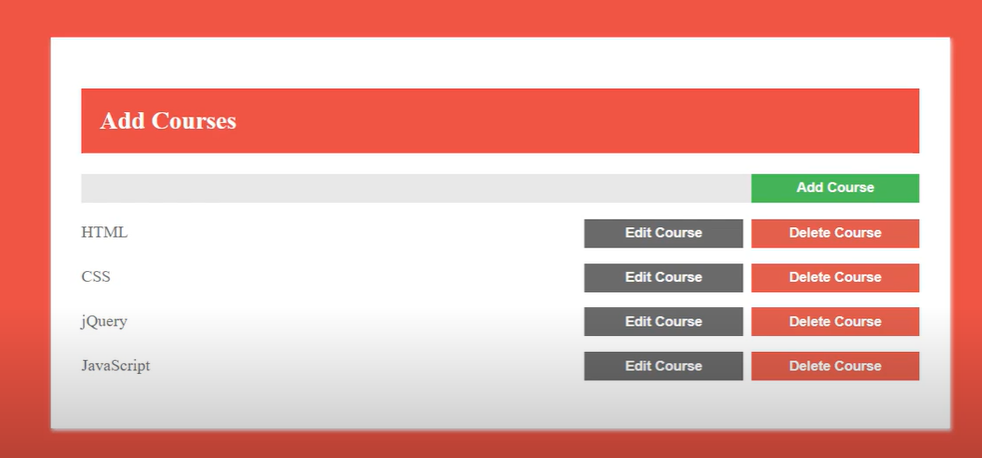 Add Courses
Add Course
HTML Edit Course Delete Course
CSS Edit Course Delete Course
jQuery Edit Course Delete Course
JavaScript Edit Course Delete Course